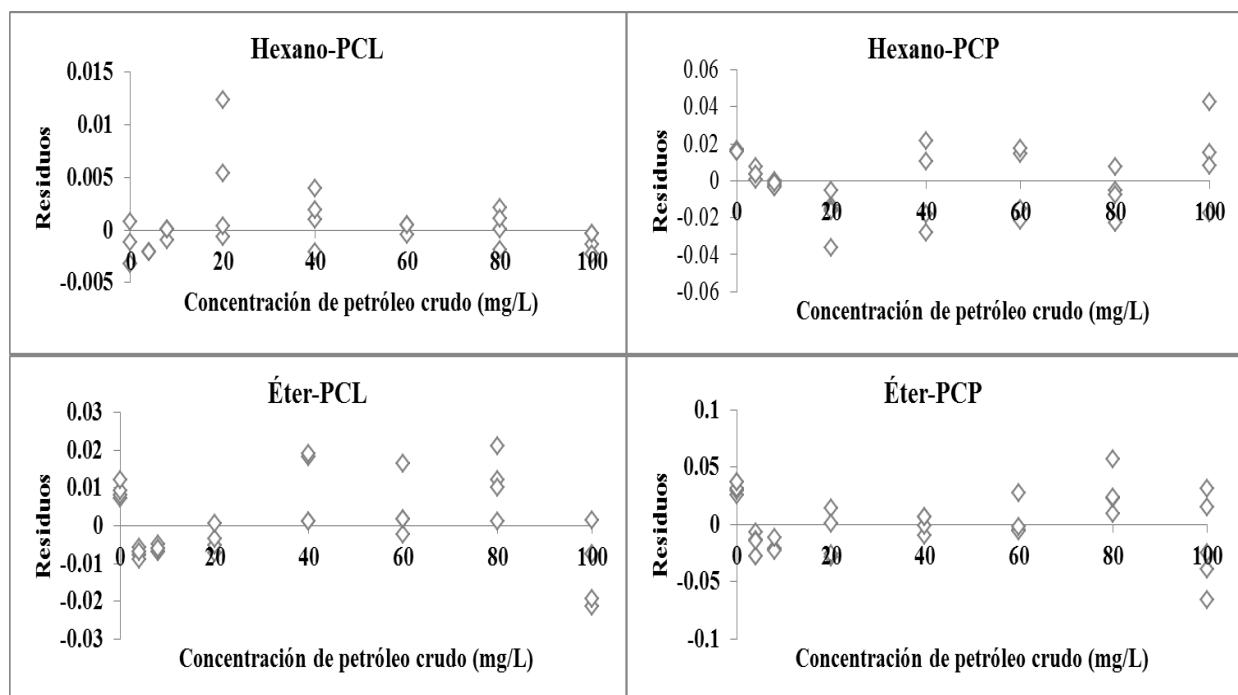 Hexano-PCL
0.015
0.01
0.005
0
-0.005
Residuos
0 20 40 60 80 100
Concentración de petróleo crudo (mg/L)
Hexano-PCP
0.06
0.04
0.02
0
-0.02
-0.04
-0.06
Residuos
0 20 40 60 80 100
Concentración de petróleo crudo (mg/L)
Éter-PCL
0.03
0.02
0.01
0
-0.01
-0.02
-0.03
Residuos
0 20 40 60 80 100
Concentración de petróleo crudo (mg/L)
Éter-PCP
0.1
0.05
0
-0.05
-0.1
Residuos
0 20 40 60 80 100
Concentración de petróleo crudo (mg/L)